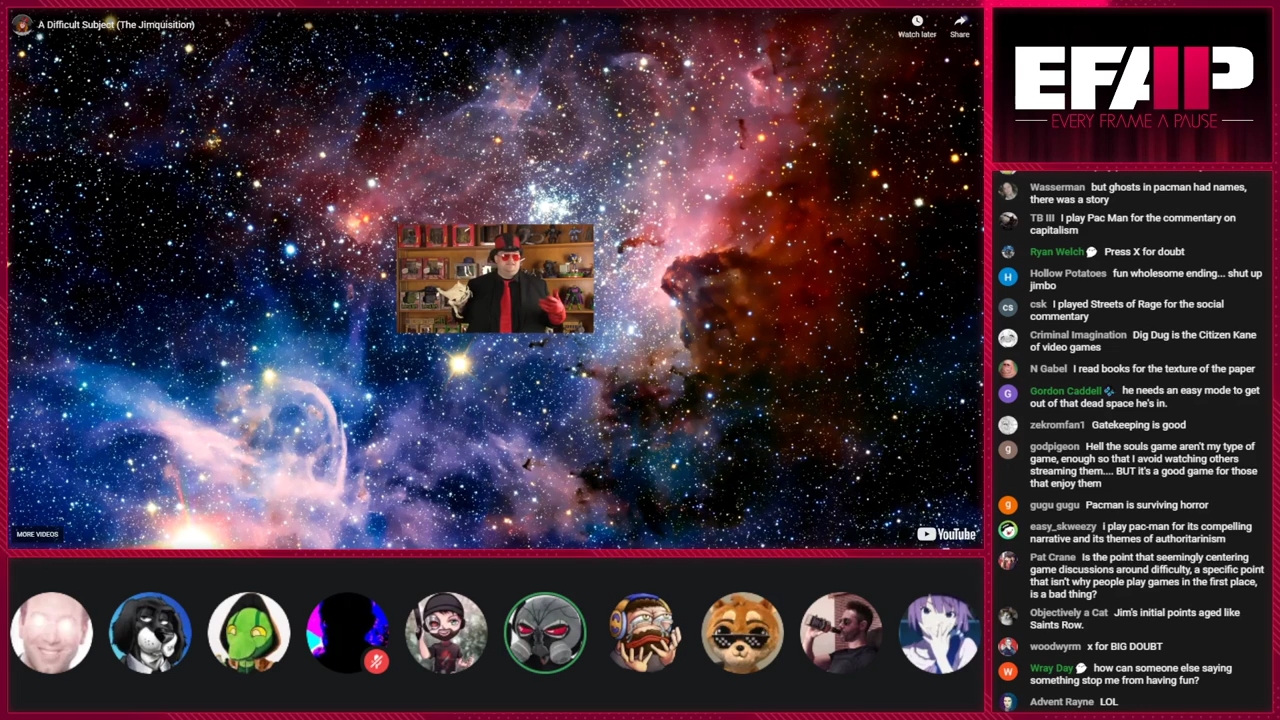 A Difficult Subject (The Jimquisition)
Watch later
Share
MORE VIDEOS
YouTube
EFAP
EVERY FRAME A PAUSE
Wasserman but ghosts in pacman had names,
there was a story
TB III I play Pac Man for the commentary on
capitalism
Ryan Welch Press X for doubt
H
Hollow Potatoes fun wholesome ending... shut up
jimbo
cs
csk I played Streets of Rage for the social
commentary
Criminal Imagination Dig Dug is the Citizen Kane
of video games
N Gabel I read books for the texture of the paper
G
Gordon Caddell he needs an easy mode to get
out of that dead space he's in.
zekromfan1 Gatekeeping is good
g
godpigeon Hell the souls game aren't my type of
game, enough so that I avoid watching others
streaming them.... BUT it's a good game for those
that enjoy them
g
gugu gugu Pacman is surviving horror
easy_skweezy i play pac-man for its compelling
narrative and its themes of authoritarinism
Pat Crane Is the point that seemingly centering
game discussions around difficulty, a specific point
that isn't why people play games in the first place,
is a bad thing?
Objectively a Cat Jim's initial points aged like
Saints Row.
woodwyrm x for BIG DOUBT
W
Wray Day how can someone else saying
something stop me from having fun?
Advent Rayne LOL